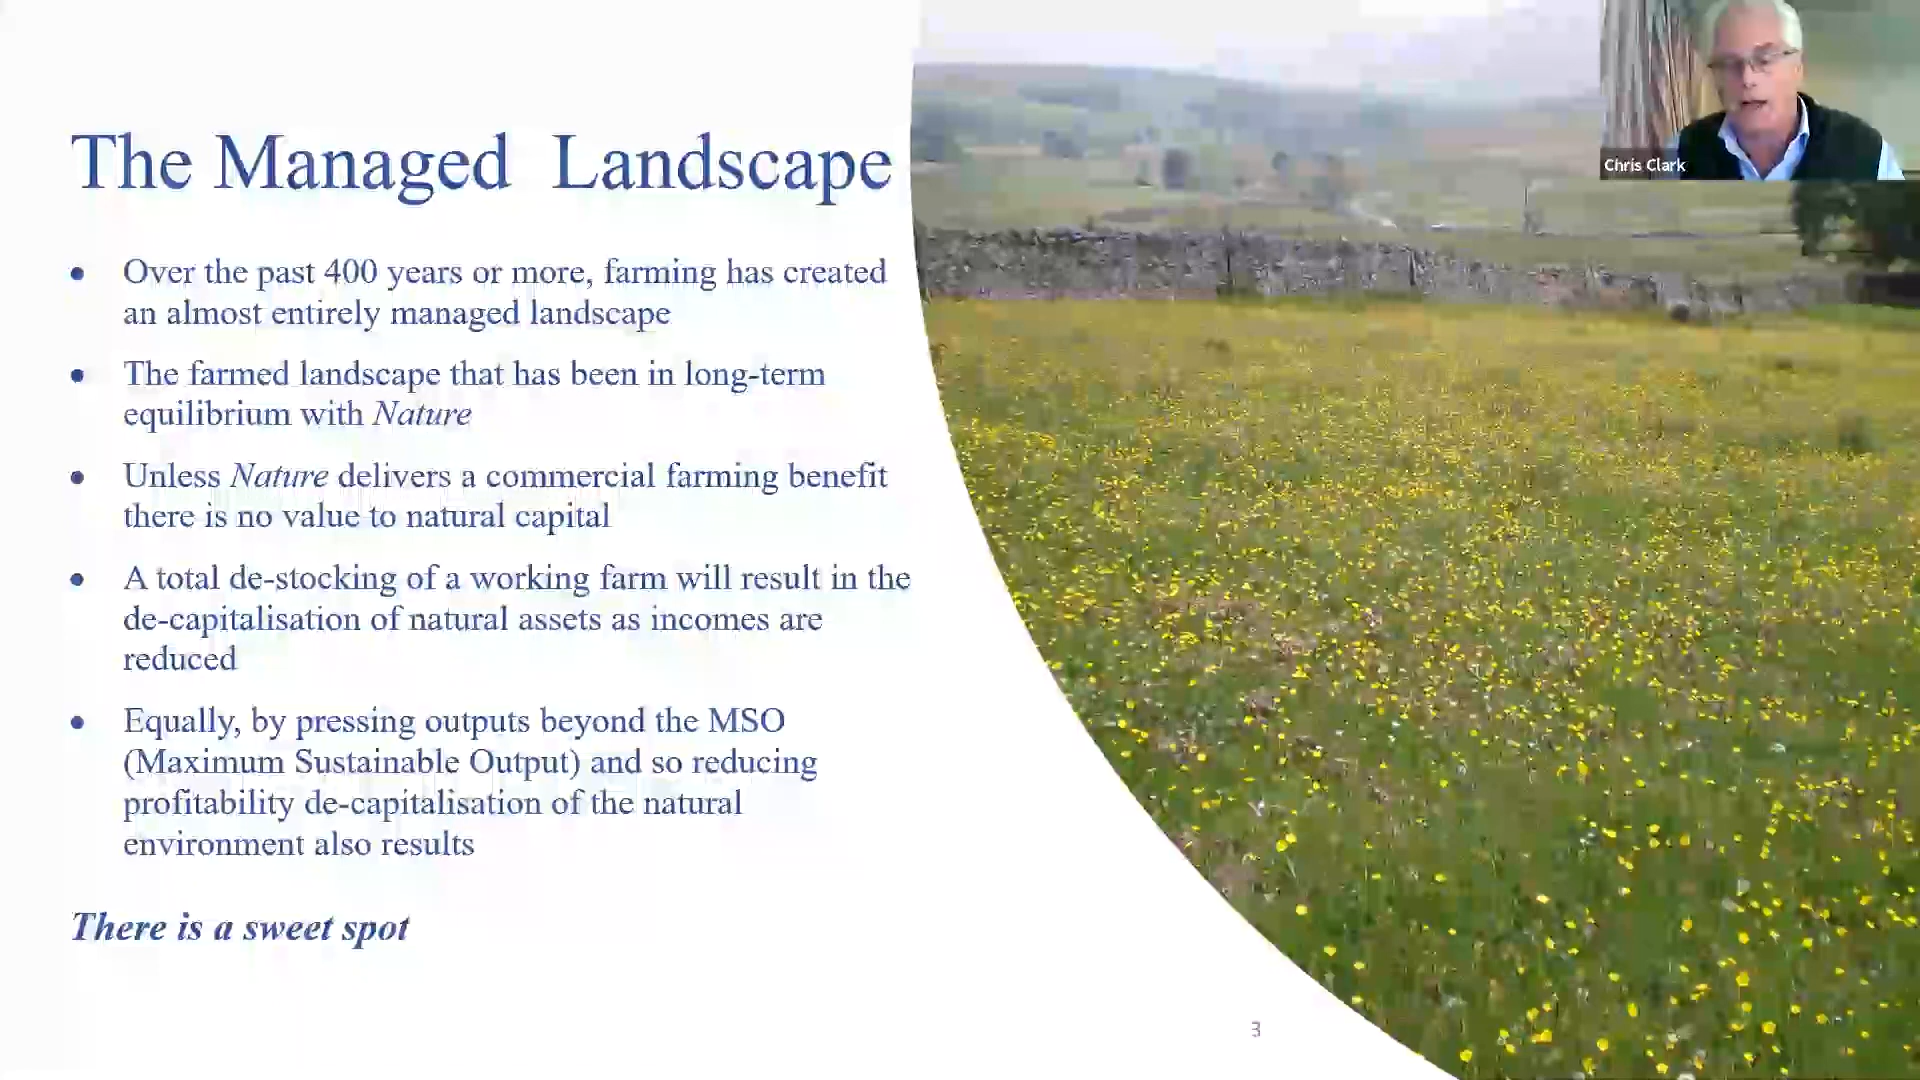 The Managed  Landscape
Chris Clark
• Over the past 400 years or more, farming has created
an almost entirely managed landscape
• The farmed landscape that has been in long-term
equilibrium with Nature
• Unless Nature delivers a commercial farming benefit
there is no value to natural capital
• A total de-stocking of a working farm will result in the
de-capitalisation of natural assets as incomes are
reduced
• Equally, by pressing outputs beyond the MSO
(Maximum Sustainable Output) and so reducing
profitability de-capitalisation of the natural
environment also results
There is a sweet spot
3